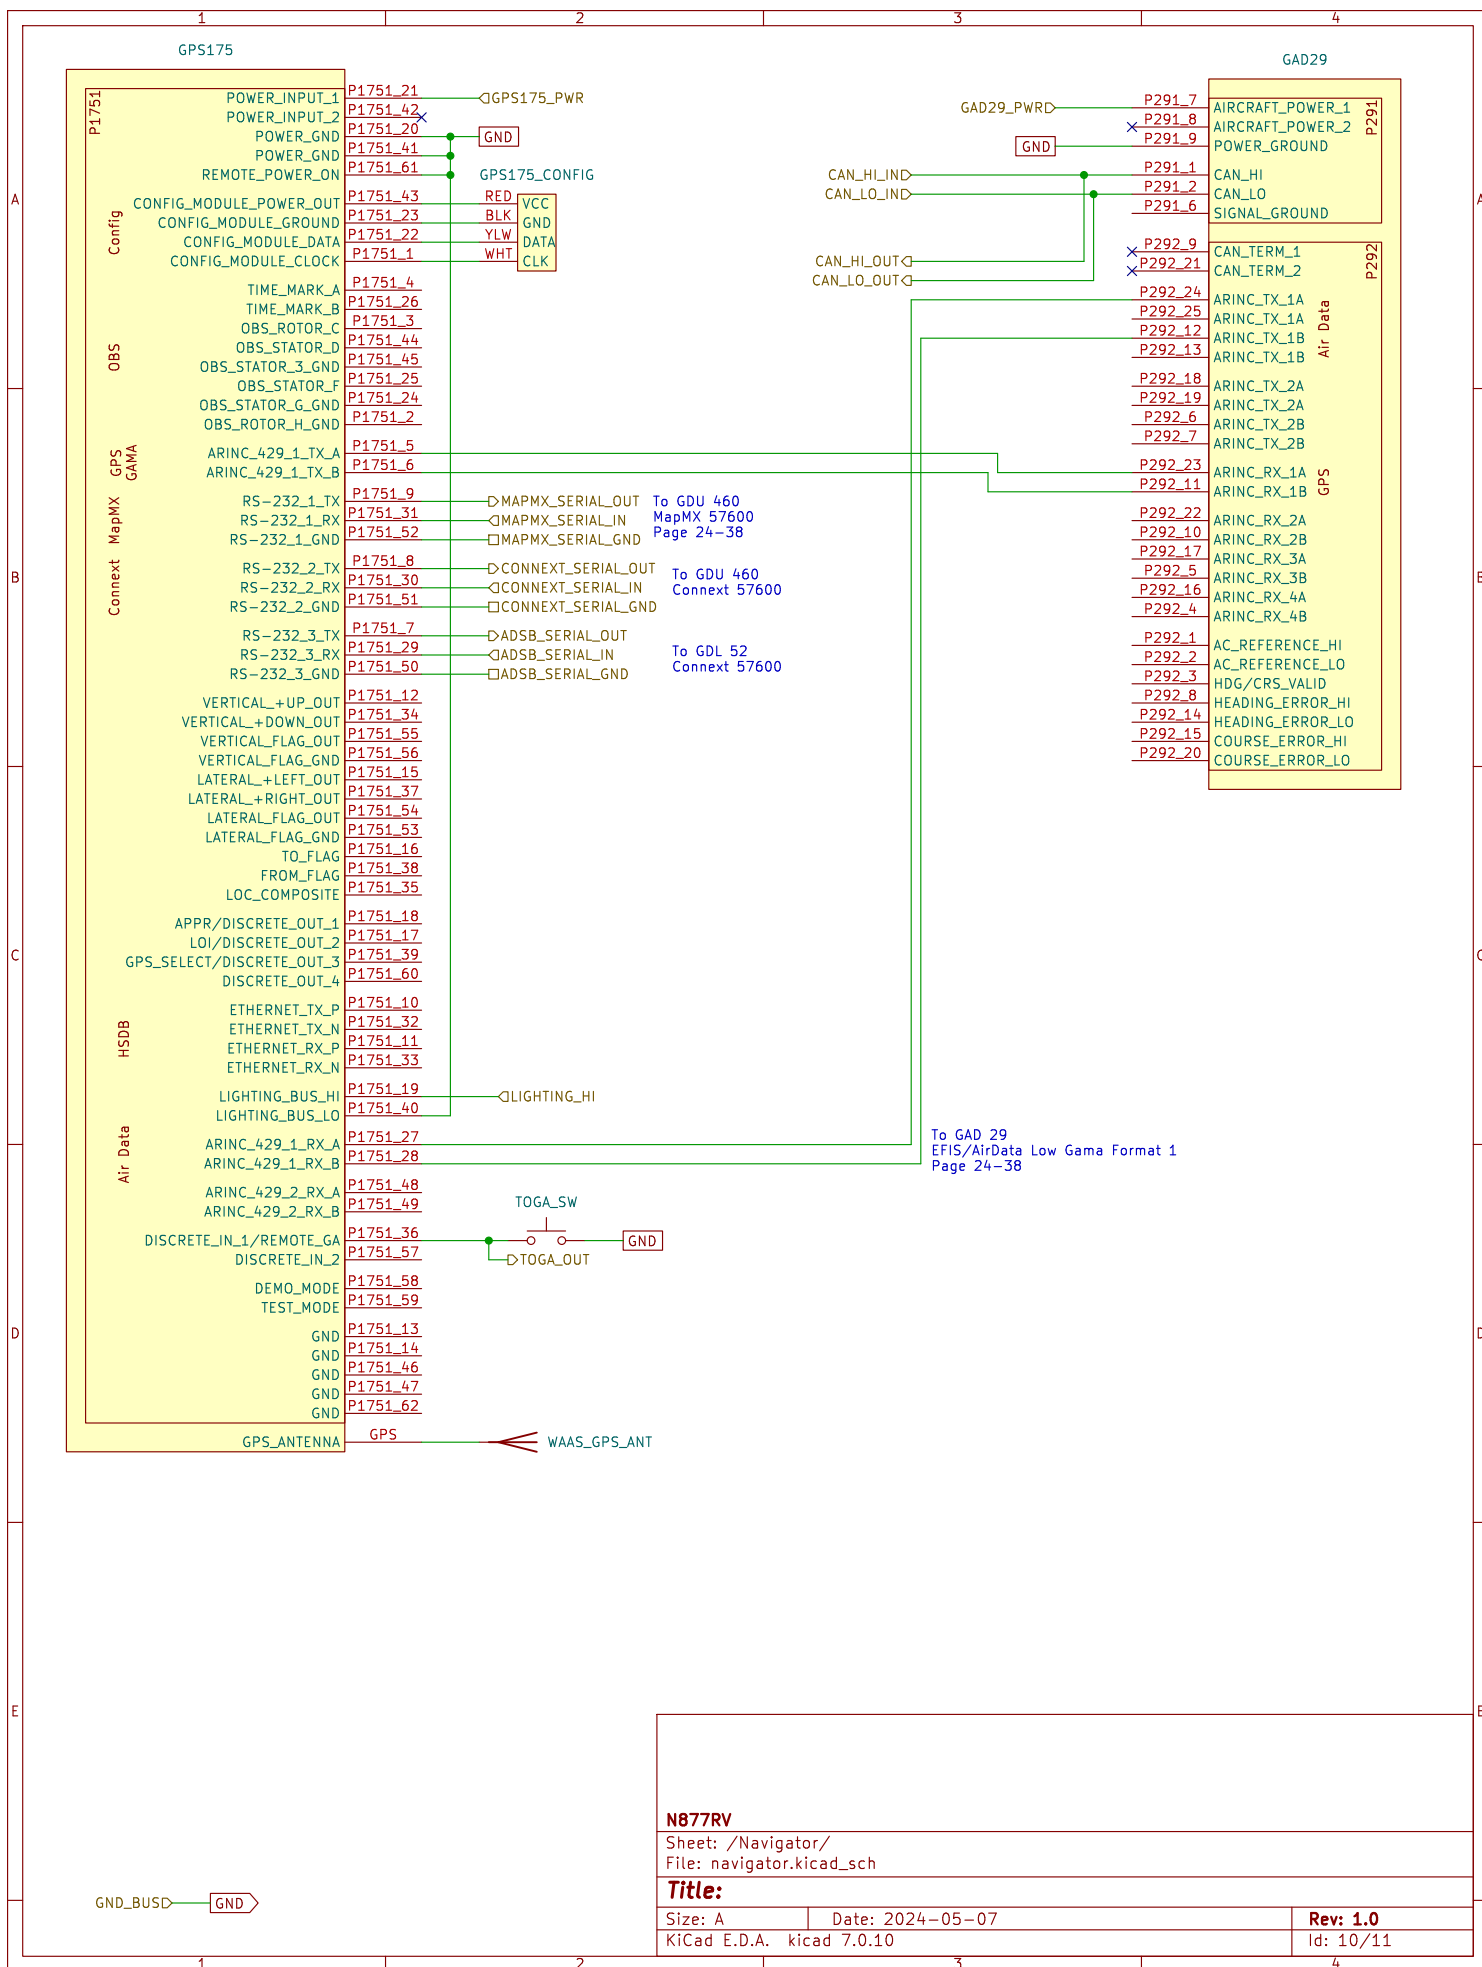 1
2
3
4
GPS175
GAD29
P1751
POWER_INPUT_1 P1751_21 GPS175_PWR
POWER_INPUT_2 P1751_42
POWER_GND P1751_20 GND
POWER_GND P1751_41
REMOTE_POWER_ON P1751_61
GPS175_CONFIG
Config
CONFIG_MODULE_POWER_OUT P1751_43 RED VCC
CONFIG_MODULE_GROUND P1751_23 BLK GND
CONFIG_MODULE_DATA P1751_22 YLW DATA
CONFIG_MODULE_CLOCK P1751_1 WHT CLK
TIME_MARK_A P1751_4
TIME_MARK_B P1751_26
OBS
OBS_ROTOR_C P1751_3
OBS_STATOR_D P1751_44
OBS_STATOR_3_GND P1751_45
OBS_STATOR_F P1751_25
OBS_STATOR_G_GND P1751_24
OBS_ROTOR_H_GND P1751_2
GPS
GAMA
ARINC_429_1_TX_A P1751_5
ARINC_429_1_TX_B P1751_6
MapMX
RS-232_1_TX P1751_9 MAPMX_SERIAL_OUT
RS-232_1_RX P1751_31 MAPMX_SERIAL_IN
RS-232_1_GND P1751_52 MAPMX_SERIAL_GND
To GDU 460
MapMX 57600
Page 24-38
Connext
RS-232_2_TX P1751_8 CONNEXT_SERIAL_OUT
RS-232_2_RX P1751_30 CONNEXT_SERIAL_IN
RS-232_2_GND P1751_51 CONNEXT_SERIAL_GND
To GDU 460
Connext 57600
RS-232_3_TX P1751_7 ADSB_SERIAL_OUT
RS-232_3_RX P1751_29 ADSB_SERIAL_IN
RS-232_3_GND P1751_50 ADSB_SERIAL_GND
To GDL 52
Connext 57600
VERTICAL_+UP_OUT P1751_12
VERTICAL_+DOWN_OUT P1751_34
VERTICAL_FLAG_OUT P1751_55
VERTICAL_FLAG_GND P1751_56
LATERAL_+LEFT_OUT P1751_15
LATERAL_+RIGHT_OUT P1751_37
LATERAL_FLAG_OUT P1751_54
LATERAL_FLAG_GND P1751_53
TO_FLAG P1751_16
FROM_FLAG P1751_38
LOC_COMPOSITE P1751_35
APPR/DISCRETE_OUT_1 P1751_18
LOI/DISCRETE_OUT_2 P1751_17
GPS_SELECT/DISCRETE_OUT_3 P1751_39
DISCRETE_OUT_4 P1751_60
HSDB
ETHERNET_TX_P P1751_10
ETHERNET_TX_N P1751_32
ETHERNET_RX_P P1751_11
ETHERNET_RX_N P1751_33
LIGHTING_BUS_HI P1751_19 LIGHTING_HI
LIGHTING_BUS_LO P1751_40
Air Data
ARINC_429_1_RX_A P1751_27
ARINC_429_1_RX_B P1751_28
To GAD 29
EFIS/AirData Low Gama Format 1
Page 24-38
ARINC_429_2_RX_A P1751_48
ARINC_429_2_RX_B P1751_49
TOGA_SW
DISCRETE_IN_1/REMOTE_GA P1751_36 GND
DISCRETE_IN_2 P1751_57 TOGA_OUT
DEMO_MODE P1751_58
TEST_MODE P1751_59
GND P1751_13
GND P1751_14
GND P1751_46
GND P1751_47
GND P1751_62
GPS_ANTENNA GPS WAAS_GPS_ANT
P291
GAD29_PWR P291_7 AIRCRAFT_POWER_1
P291_8 AIRCRAFT_POWER_2
GND P291_9 POWER_GROUND
CAN_HI_IN P291_1 CAN_HI
CAN_LO_IN P291_2 CAN_LO
P291_6 SIGNAL_GROUND
P292
P292_9 CAN_TERM_1
CAN_HI_OUT
P292_21 CAN_TERM_2
CAN_LO_OUT
Air Data
P292_24 ARINC_TX_1A
P292_25 ARINC_TX_1A
P292_12 ARINC_TX_1B
P292_13 ARINC_TX_1B
P292_18 ARINC_TX_2A
P292_19 ARINC_TX_2A
P292_6 ARINC_TX_2B
P292_7 ARINC_TX_2B
GPS
P292_23 ARINC_RX_1A
P292_11 ARINC_RX_1B
P292_22 ARINC_RX_2A
P292_10 ARINC_RX_2B
P292_17 ARINC_RX_3A
P292_5 ARINC_RX_3B
P292_16 ARINC_RX_4A
P292_4 ARINC_RX_4B
P292_1 AC_REFERENCE_HI
P292_2 AC_REFERENCE_LO
P292_3 HDG/CRS_VALID
P292_8 HEADING_ERROR_HI
P292_14 HEADING_ERROR_LO
P292_15 COURSE_ERROR_HI
P292_20 COURSE_ERROR_LO
A
B
C
D
E
A
B
C
D
E
GND_BUS GND
N877RV
Sheet: /Navigator/
File: navigator.kicad_sch
Title:
Size: A Date: 2024-05-07 Rev: 1.0
KiCad E.D.A. kicad 7.0.10 Id: 10/11
1
2
3
4